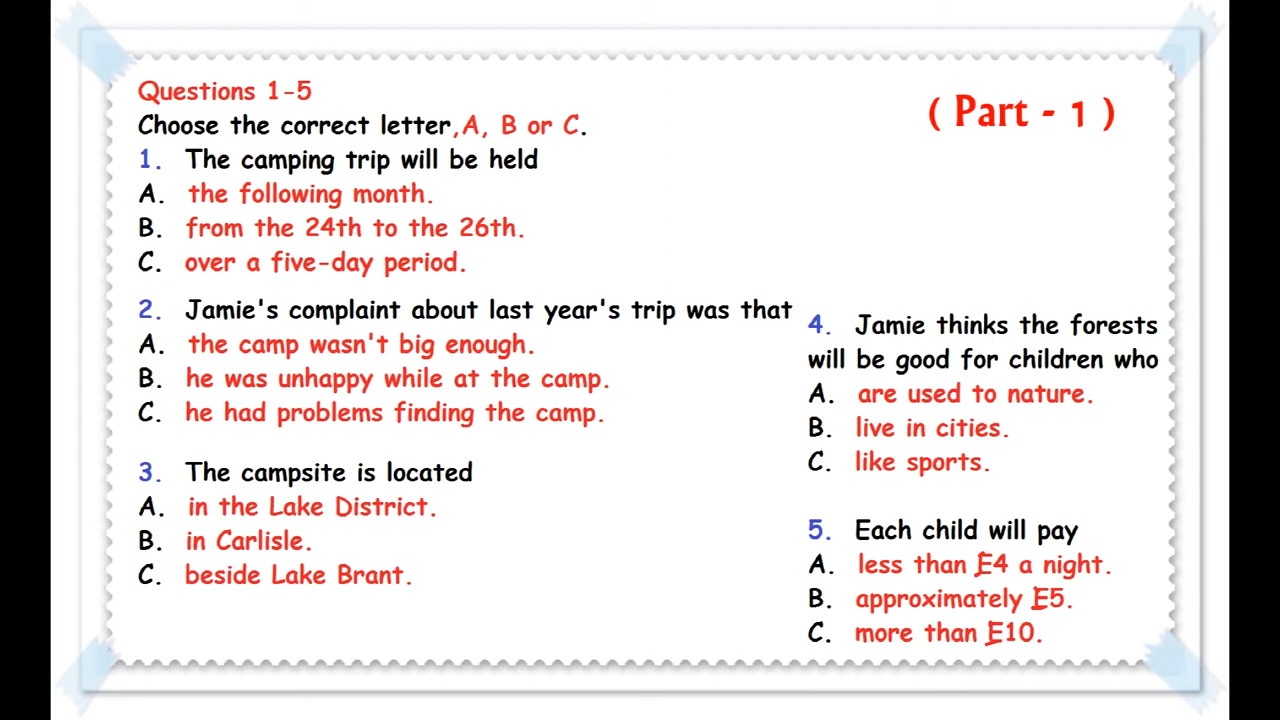 Questions 1-5
( Part - 1 )
Choose the correct letter,A, B or C.
1. The camping trip will be held
A. the following month.
B. from the 24th to the 26th.
C. over a five-day period.
2. Jamie's complaint about last year's trip was that
A. the camp wasn't big enough.
B. he was unhappy while at the camp.
C. he had problems finding the camp.
3. The campsite is located
A. in the Lake District.
B. in Carlisle.
C. beside Lake Brant.
4. Jamie thinks the forests
will be good for children who
A. are used to nature.
B. live in cities.
C. like sports.
5. Each child will pay
A. less than £4 a night.
B. approximately £5.
C. more than £10.